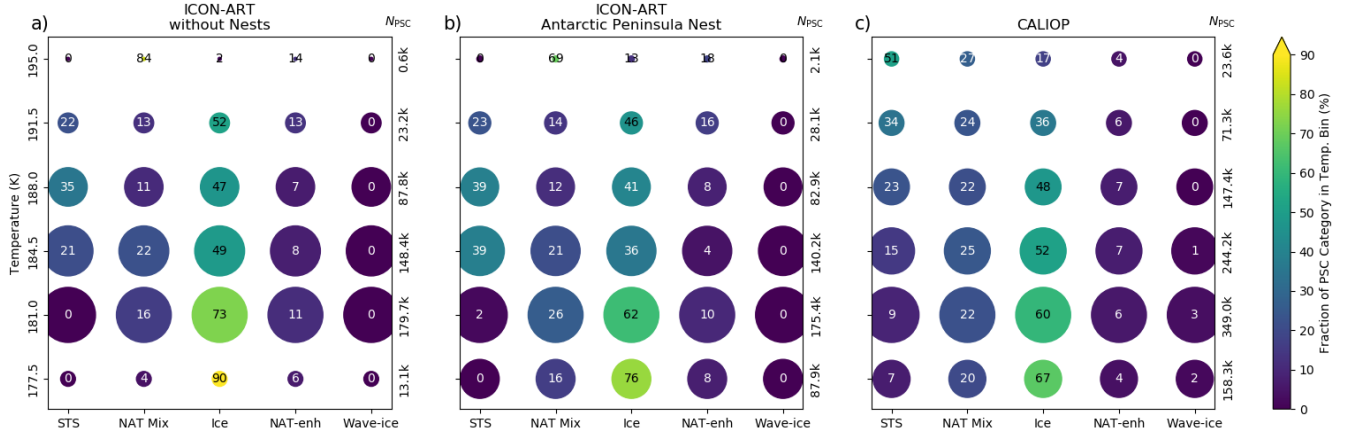 a)
ICON-ART
without Nests
N_PSC
Temperature (K)
195.0 0 84 2 14 0 0.6k
191.5 22 13 52 13 0 23.2k
188.0 35 11 47 7 0 87.8k
184.5 21 22 49 8 0 148.4k
181.0 0 16 73 11 0 179.7k
177.5 0 4 90 6 0 13.1k
STS NAT Mix Ice NAT-enh Wave-ice
b)
ICON-ART
Antarctic Peninsula Nest
N_PSC
0 69 13 18 0 2.1k
23 14 46 16 0 28.1k
39 12 41 8 0 82.9k
39 21 36 4 0 140.2k
2 26 62 10 0 175.4k
0 16 76 8 0 87.9k
STS NAT Mix Ice NAT-enh Wave-ice
c)
CALIOP
N_PSC
51 27 17 4 0 23.6k
34 24 36 6 0 71.3k
23 22 48 7 0 147.4k
15 25 52 7 1 244.2k
9 22 60 6 3 349.0k
7 20 67 4 2 158.3k
STS NAT Mix Ice NAT-enh Wave-ice
90
80
70
60
50
40
30
20
10
0
Fraction of PSC Category in Temp. Bin (%)